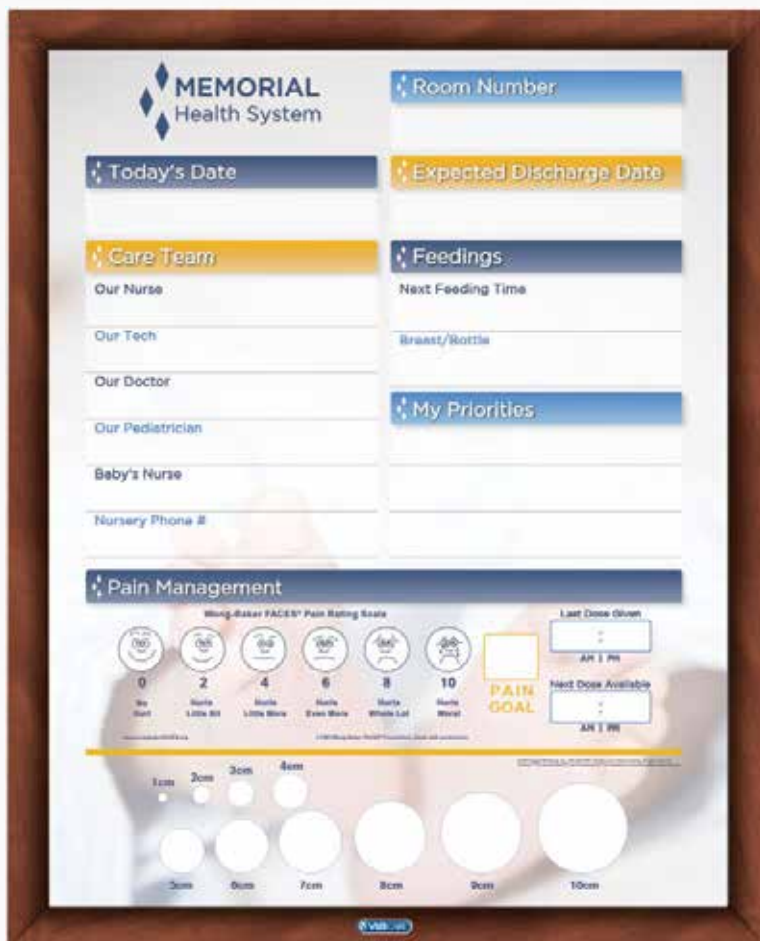 MEMORIAL
Health System
Room Number
Today's Date
Expected Discharge Date
Care Team
Our Nurse
Our Tech
Our Doctor
Our Pediatrician
Baby's Nurse
Nursery Phone #
Feedings
Next Feeding Time
Breast/Bottle
My Priorities
Pain Management
Wong-Baker FACES® Pain Rating Scale
0 2 4 6 8 10
No Hurts Hurts Hurts Hurts Hurts
Hurt Little Bit Little More Even More Whole Lot Worst
PAIN
GOAL
Last Dose Given
:
AM | PM
Next Dose Available
:
AM | PM
1cm 2cm 3cm 4cm
6cm 7cm 8cm 9cm 10cm